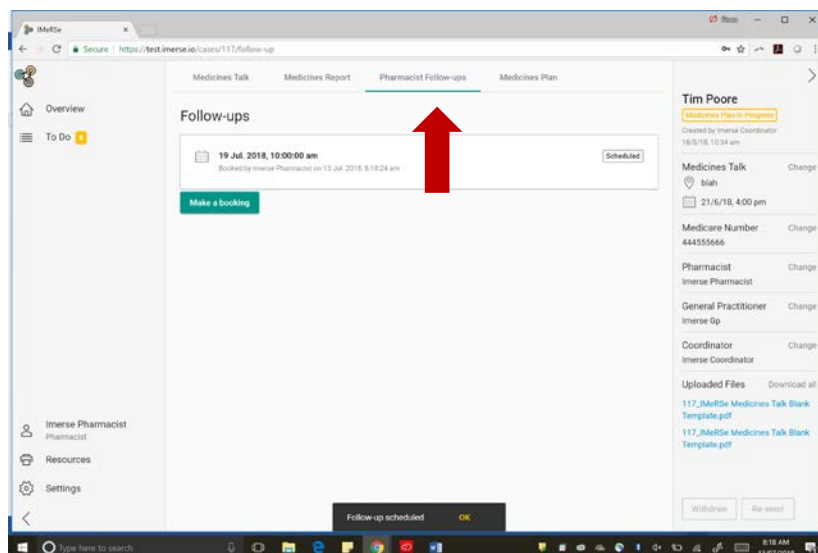 IMeRSe
Secure | https://test.imerse.io/cases/117/follow-up
Overview
To Do
Medicines Talk
Medicines Report
Pharmacist Follow-ups
Medicines Plan
Follow-ups
19 Jul. 2018, 10:00:00 am
Booked by Imerse Pharmacist on 13 Jul. 2018, 8:18:24 am
Scheduled
Make a booking
Tim Poore
Medicines Plan in Progress
Created by Imerse Coordinator
18/5/18, 10:34 am
Medicines Talk Change
blah
21/6/18, 4:00 pm
Medicare Number Change
444555666
Pharmacist Change
Imerse Pharmacist
General Practitioner Change
Imerse Gp
Coordinator Change
Imerse Coordinator
Uploaded Files Download all
117_IMeRSe Medicines Talk Blank
Template.pdf
117_IMeRSe Medicines Talk Blank
Template.pdf
Withdraw
Re-enrol
Imerse Pharmacist
Pharmacist
Resources
Settings
Follow-up scheduled OK
Type here to search
8:18 AM